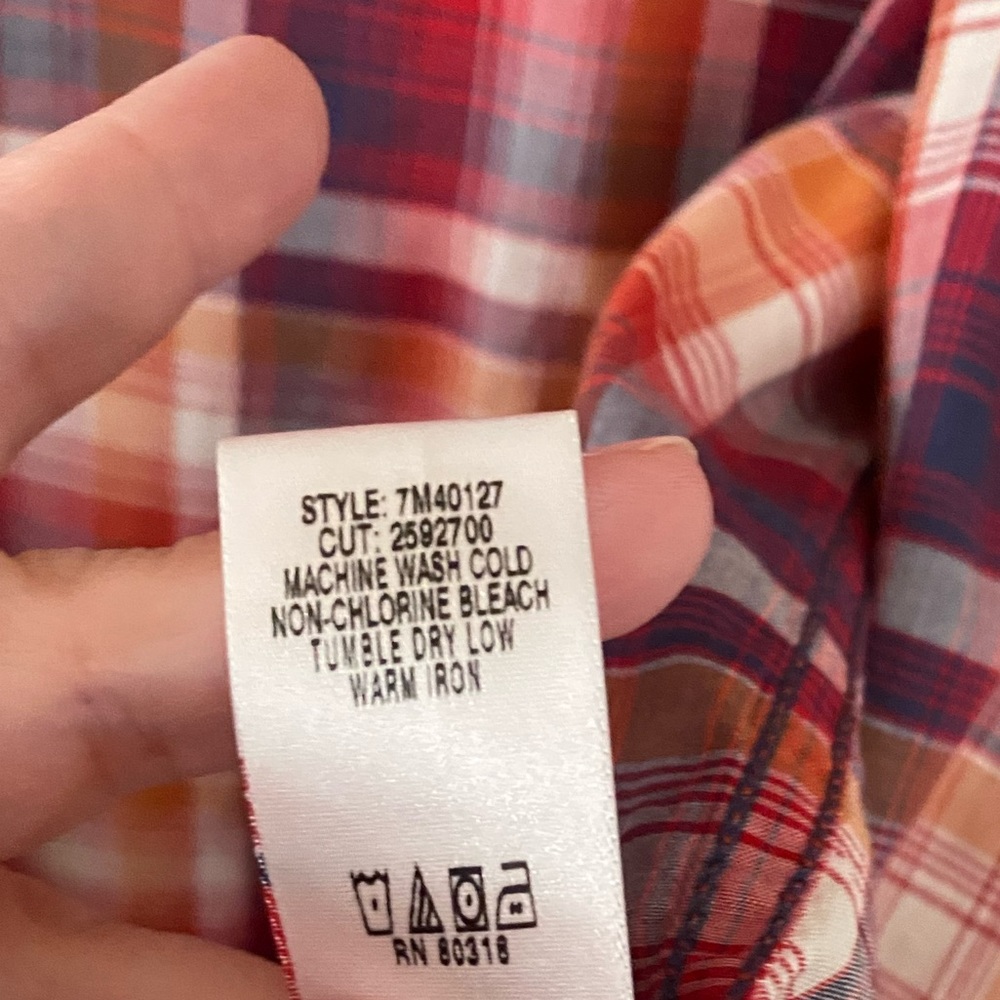 STYLE: 7M40127
CUT: 2592700
MACHINE WASH COLD
NON-CHLORINE BLEACH
TUMBLE DRY LOW
WARM IRON
RN 80318